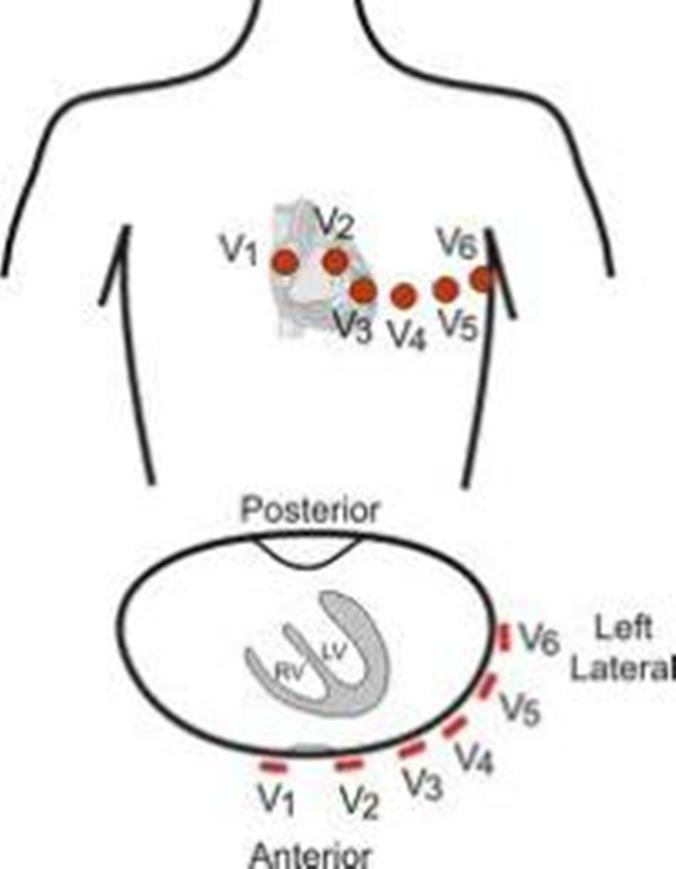 V1
V2
V6
V3
V4
V5
Posterior
RV
LV
V6
Left
Lateral
V5
V4
V3
V1
V2
Anterior